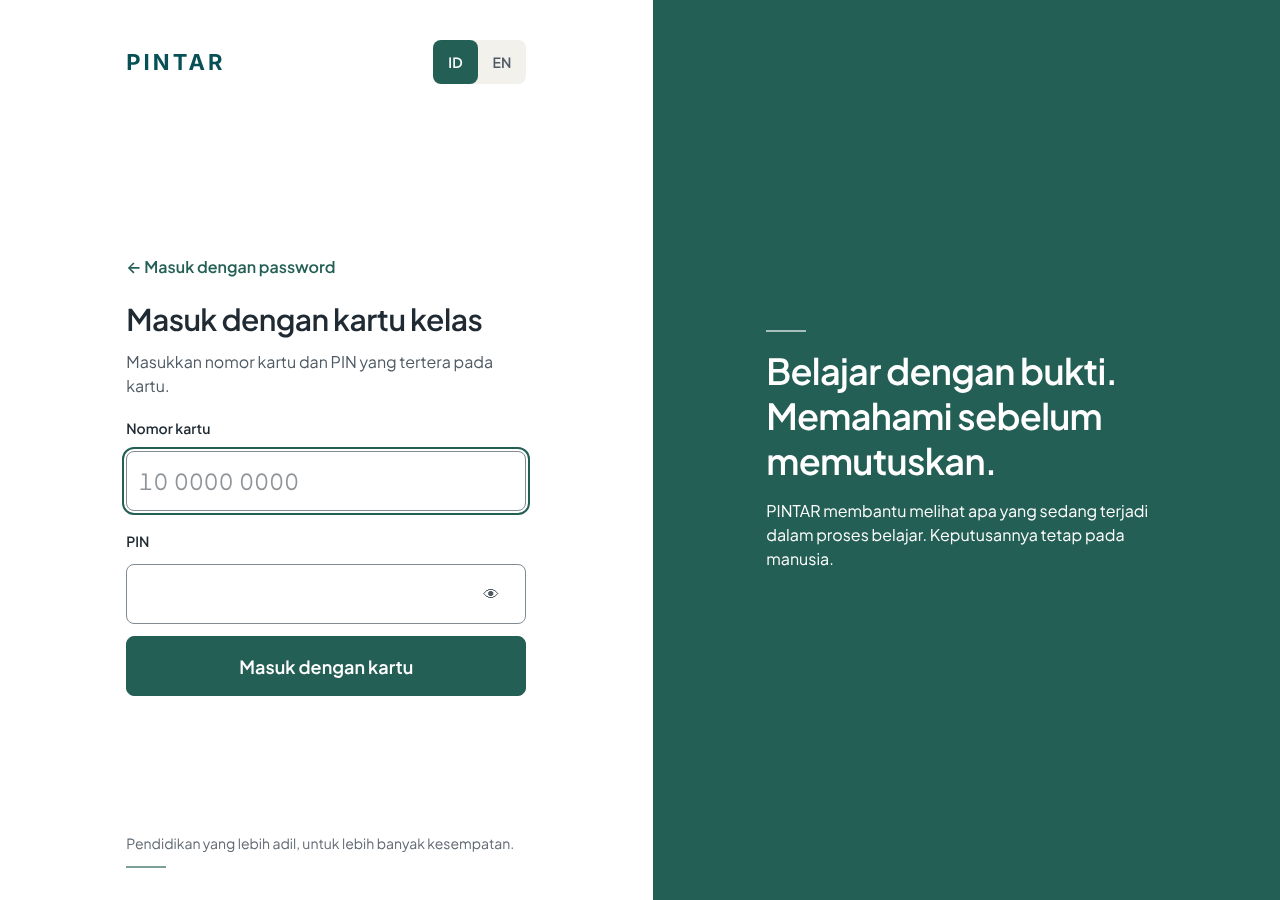 PINTAR
ID EN
← Masuk dengan password
Masuk dengan kartu kelas
Masukkan nomor kartu dan PIN yang tertera pada
kartu.
Nomor kartu
10 0000 0000
PIN
Masuk dengan kartu
Pendidikan yang lebih adil, untuk lebih banyak kesempatan.
Belajar dengan bukti.
Memahami sebelum
memutuskan.
PINTAR membantu melihat apa yang sedang terjadi
dalam proses belajar. Keputusannya tetap pada
manusia.